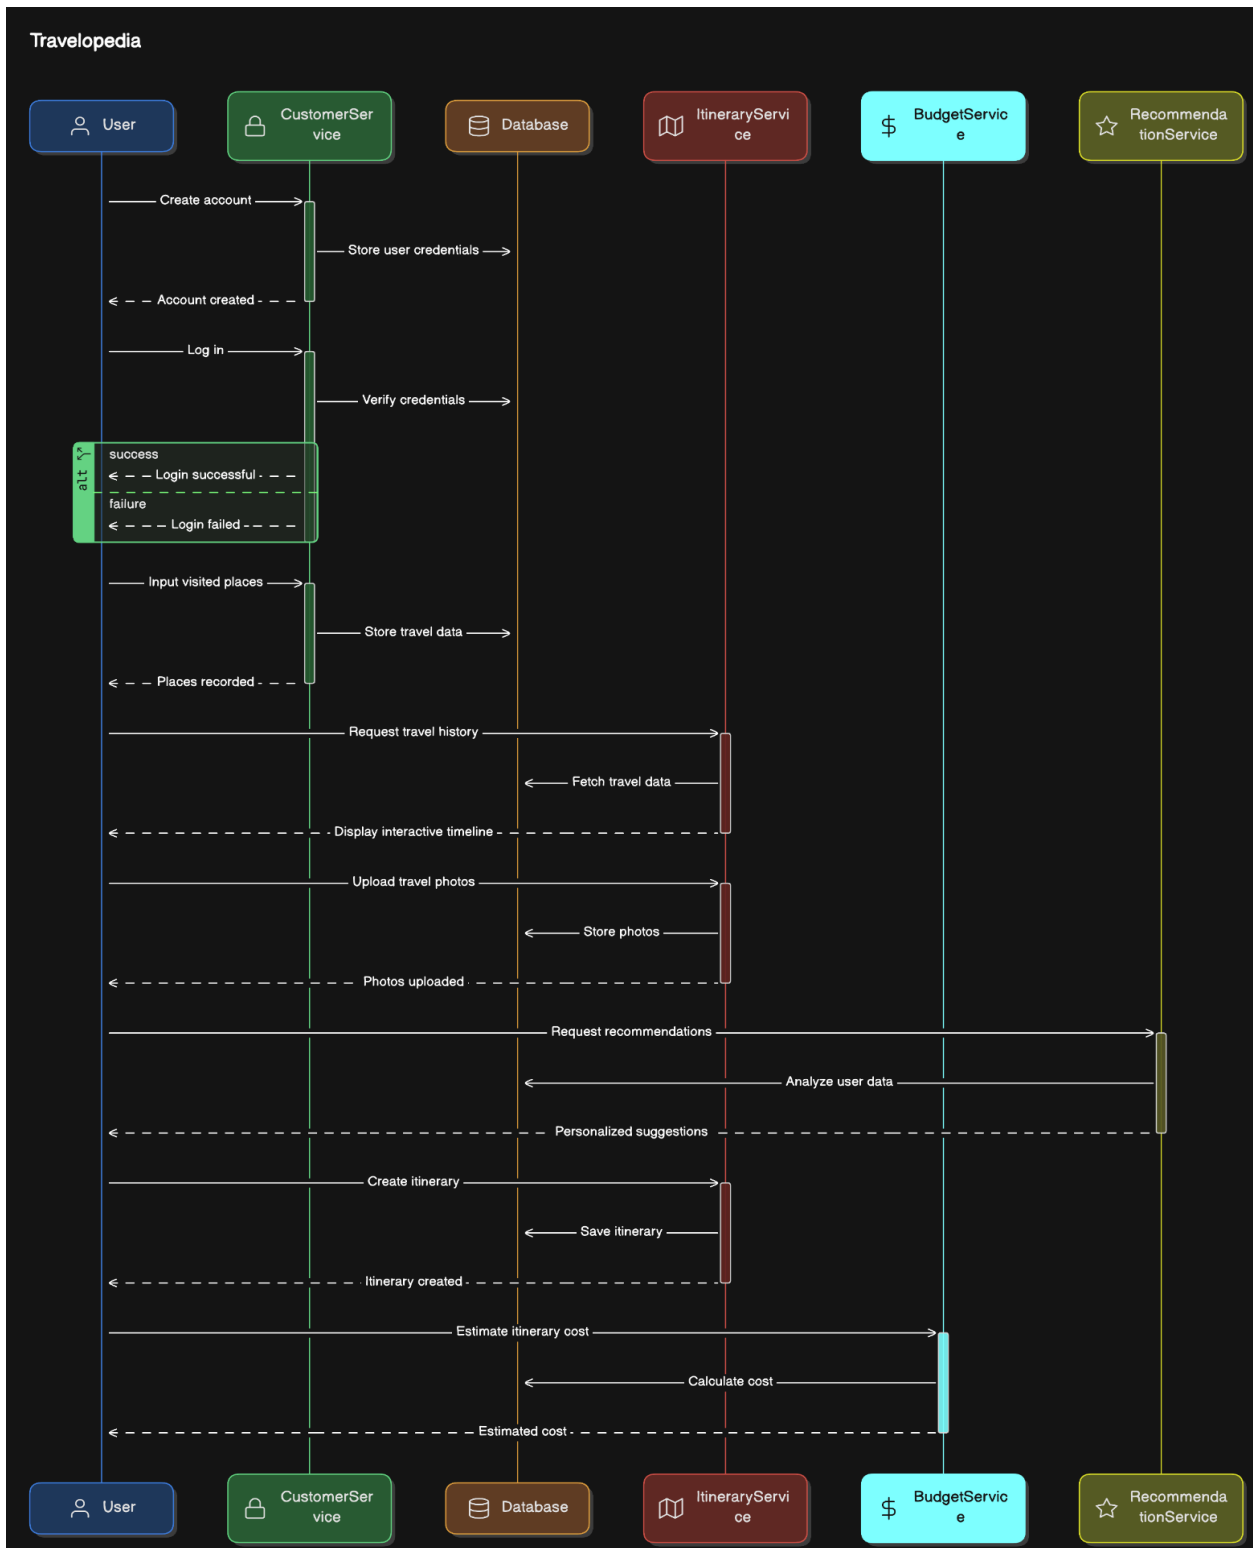 Travelopedia
User
CustomerSer
vice
Database
ItineraryServi
ce
BudgetServic
e
Recommenda
tionService
Create account
Store user credentials
Account created
Log in
Verify credentials
alt
success
Login successful
failure
Login failed
Input visited places
Store travel data
Places recorded
Request travel history
Fetch travel data
Display interactive timeline
Upload travel photos
Store photos
Photos uploaded
Request recommendations
Analyze user data
Personalized suggestions
Create itinerary
Save itinerary
Itinerary created
Estimate itinerary cost
Calculate cost
Estimated cost
User
CustomerSer
vice
Database
ItineraryServi
ce
BudgetServic
e
Recommenda
tionService